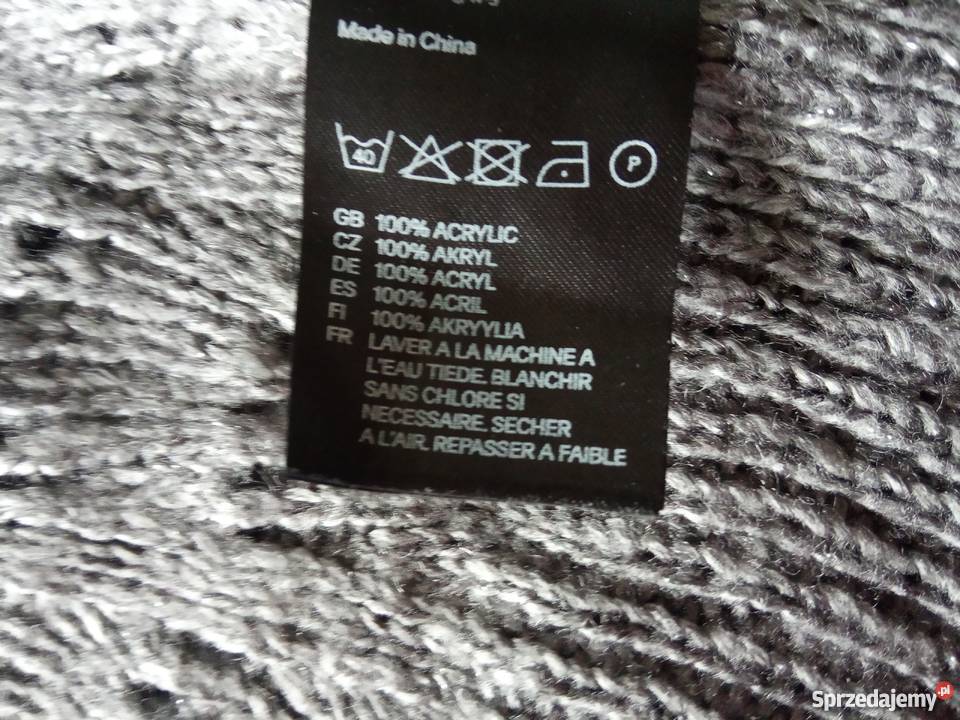 Made in China
40
P
GB 100% ACRYLIC
CZ 100% AKRYL
DE 100% ACRYL
ES 100% ACRIL
FI 100% AKRYYLIA
FR LAVER A LA MACHINE A
L'EAU TIEDE. BLANCHIR
SANS CHLORE SI
NECESSAIRE. SECHER
A L'AIR. REPASSER A FAIBLE
Sprzedajemy.pl